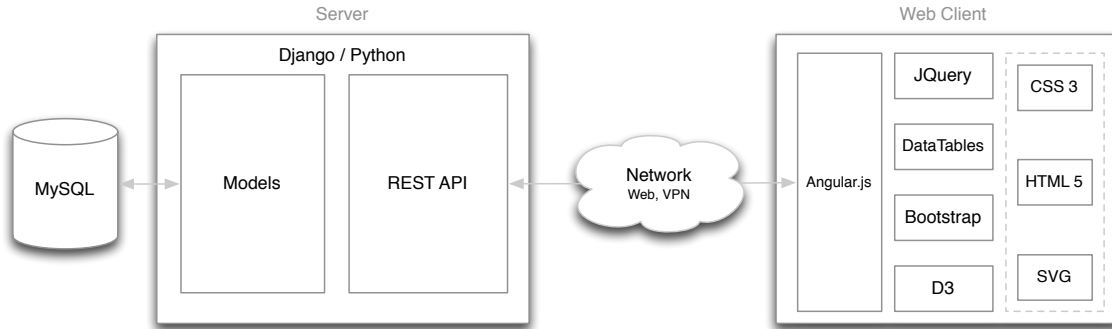 Server
Web Client
Django / Python
MySQL
Models
REST API
Network
Web, VPN
Angular.js
JQuery
DataTables
Bootstrap
D3
CSS 3
HTML 5
SVG